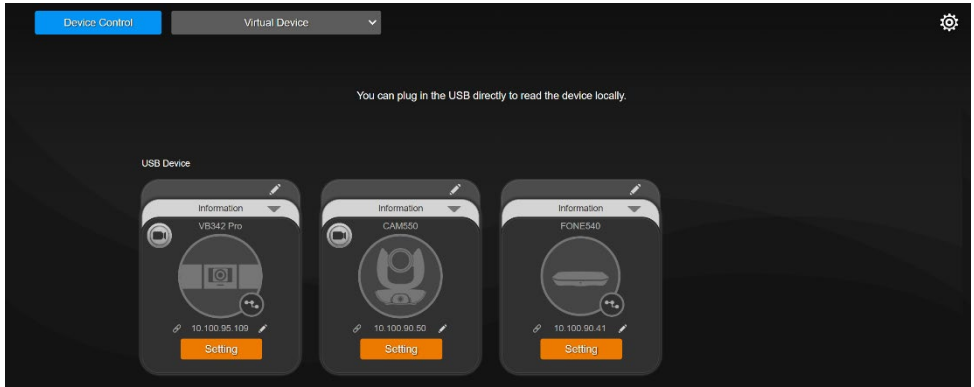 Device Control Virtual Device
You can plug in the USB directly to read the device locally.
USB Device
Information Information Information
VB342 Pro CAM550 FONE540
10.100.95.109 10.100.90.50 10.100.90.41
Setting Setting Setting